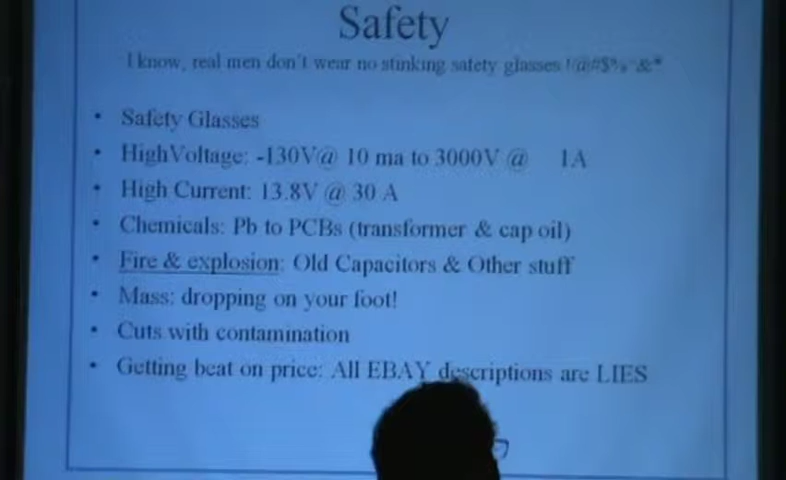 Safety
I know, real men don't wear no stinking safety glasses !@#$%^&*
• Safety Glasses
• High Voltage: -130V@ 10 ma to 3000V @ 1A
• High Current: 13.8V @ 30 A
• Chemicals: Pb to PCBs (transformer & cap oil)
• Fire & explosion: Old Capacitors & Other stuff
• Mass: dropping on your foot!
• Cuts with contamination
• Getting beat on price: All EBAY descriptions are LIES